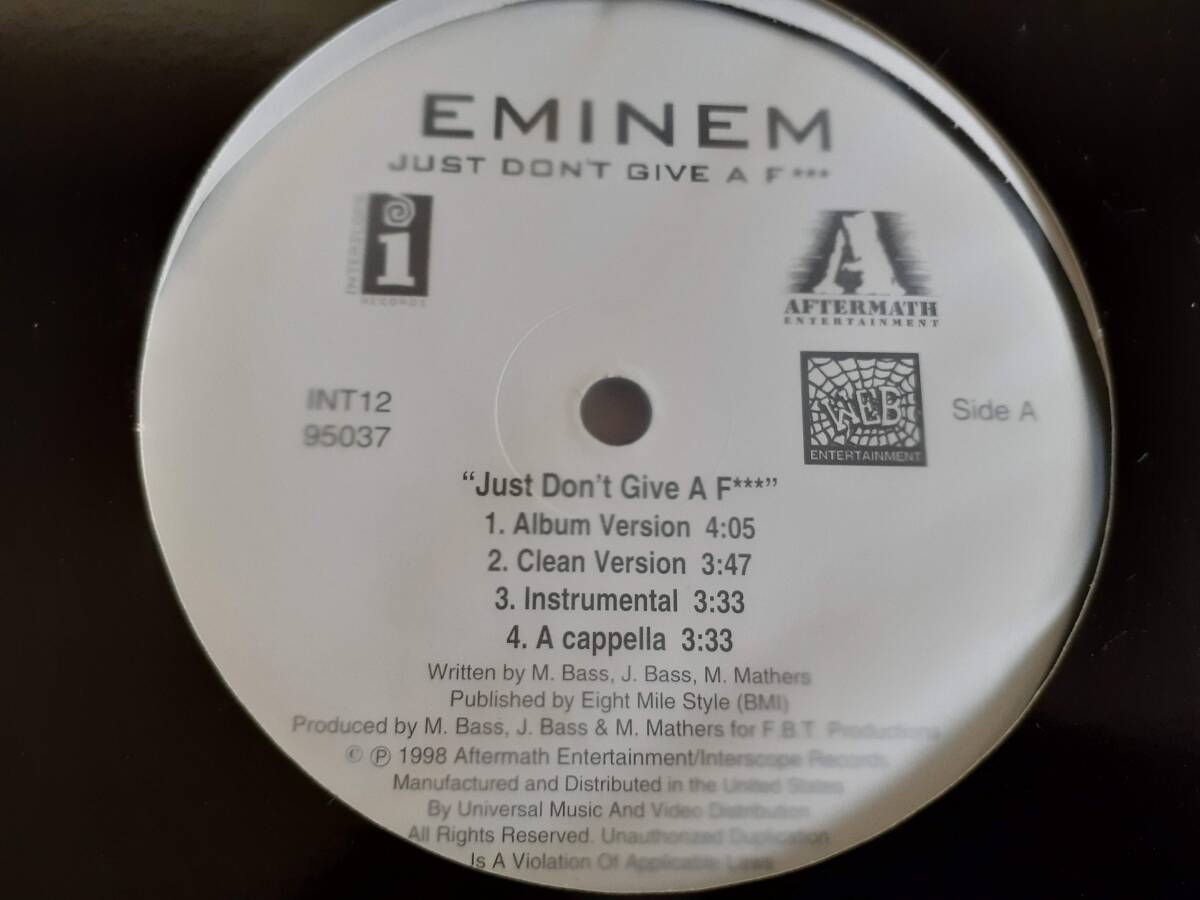 EMINEM
JUST DON'T GIVE A F***
INTERSCOPE
i
RECORDS
A
AFTERMATH
ENTERTAINMENT
INT12
95037
WEB
ENTERTAINMENT
Side A
“Just Don't Give A F***”
1. Album Version 4:05
2. Clean Version 3:47
3. Instrumental 3:33
4. A cappella 3:33
Written by M. Bass, J. Bass, M. Mathers
Published by Eight Mile Style (BMI)
Produced by M. Bass, J. Bass & M. Mathers for F.B.T. Productions
© ℗ 1998 Aftermath Entertainment/Interscope Records.
Manufactured and Distributed in the United States
By Universal Music And Video Distribution
All Rights Reserved. Unauthorized Duplication
Is A Violation Of Applicable Laws